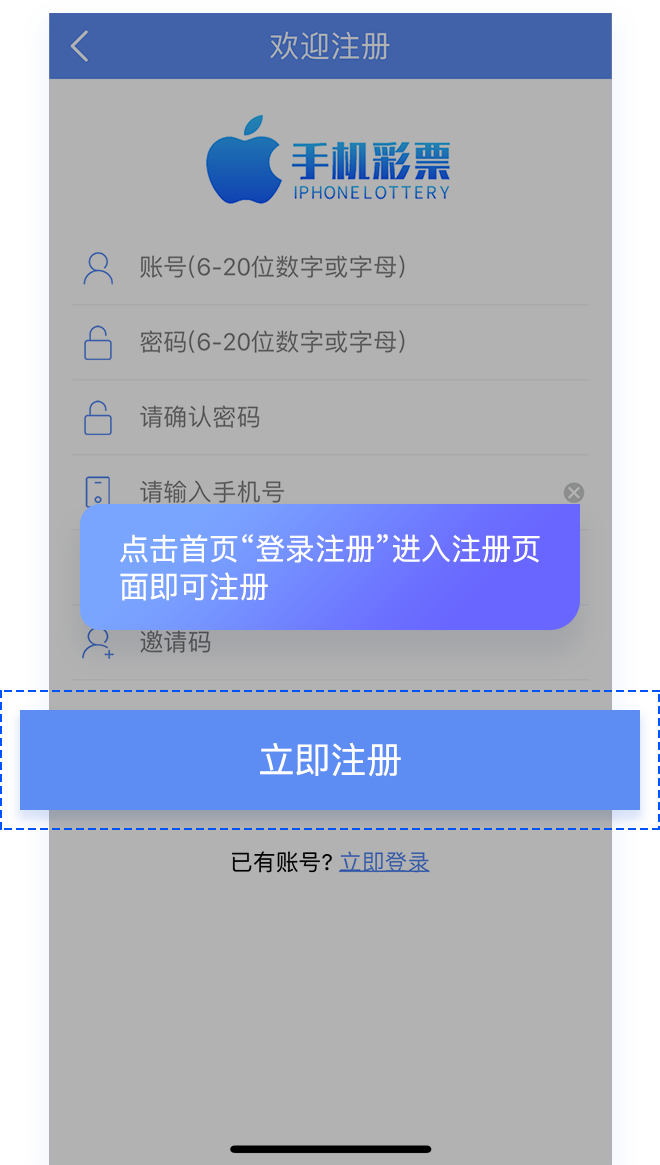 欢迎注册
手机彩票
IPHONELOTTERY
账号(6-20位数字或字母)
密码(6-20位数字或字母)
请确认密码
请输入手机号
点击首页“登录注册”进入注册页
面即可注册
邀请码
立即注册
已有账号? 立即登录